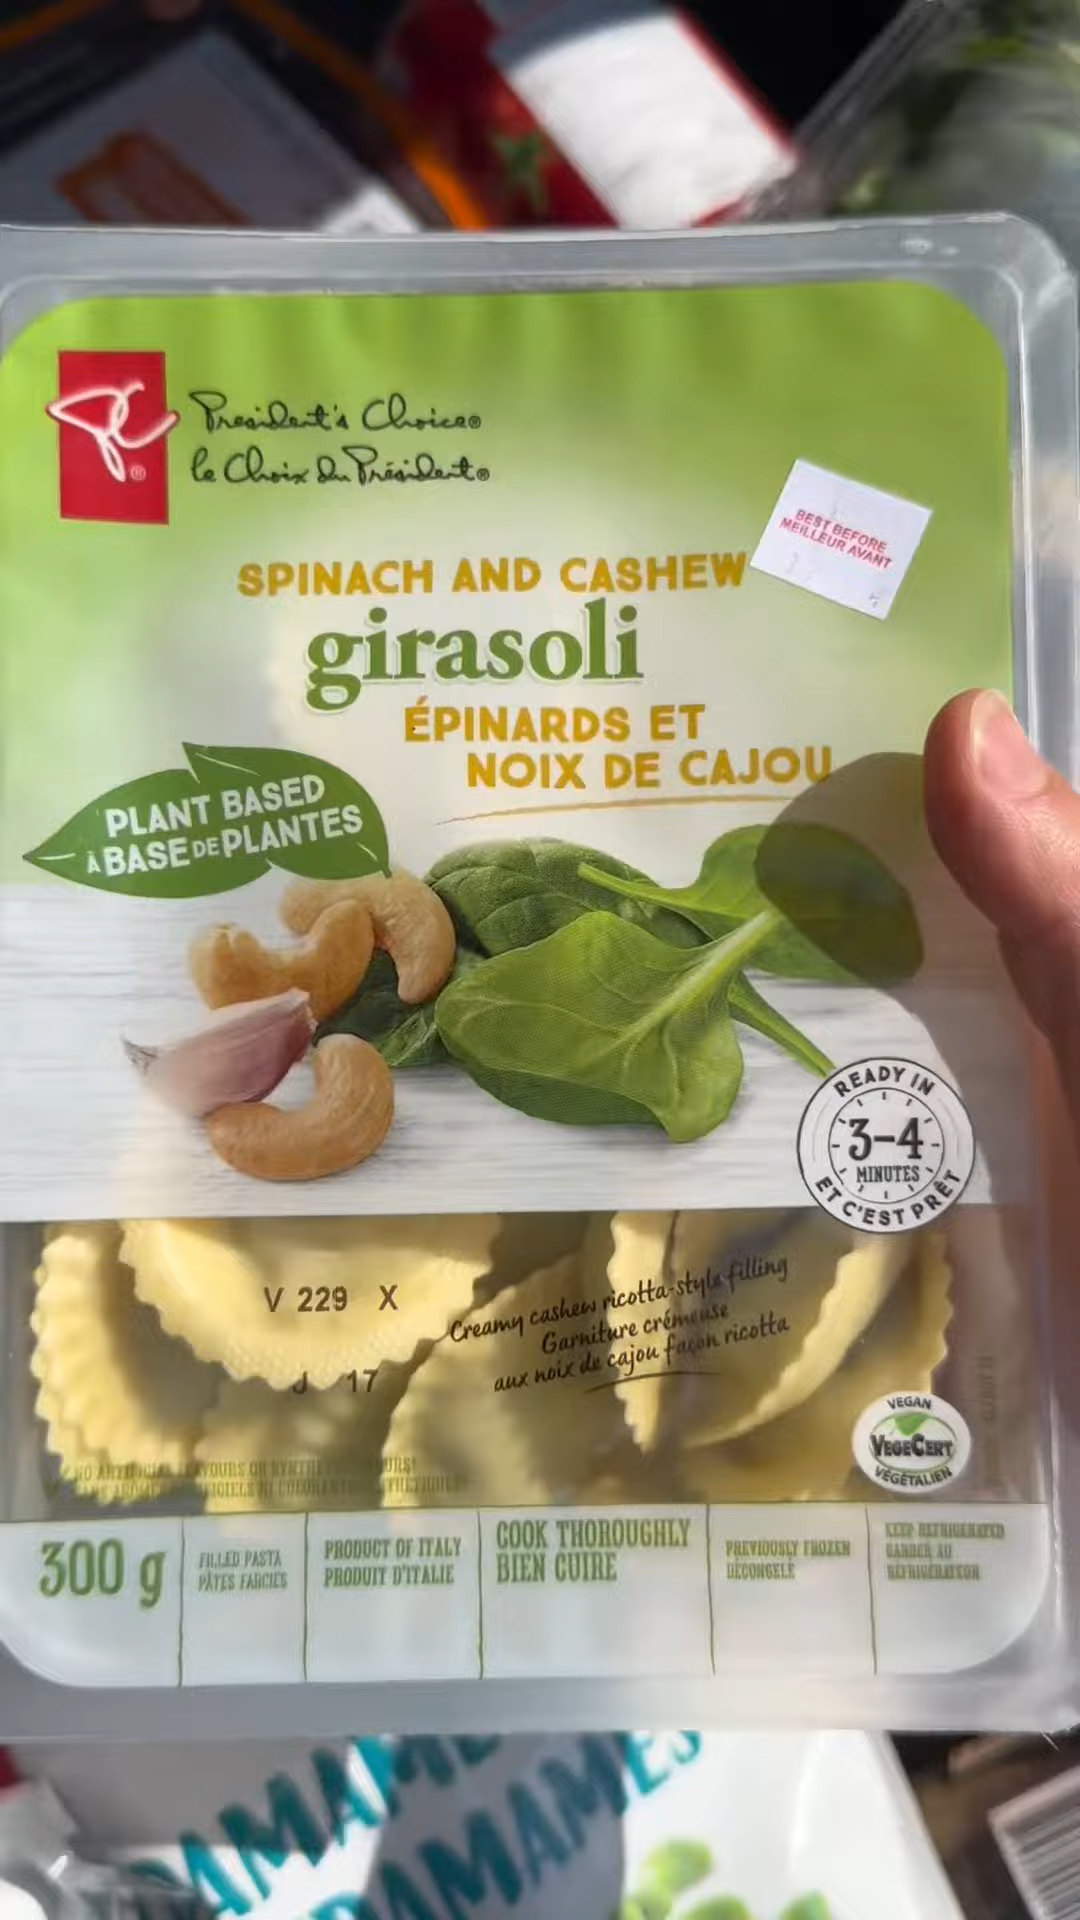 President's Choice®
le Choix du Président®
BEST BEFORE
MEILLEUR AVANT
SPINACH AND CASHEW
girasoli
ÉPINARDS ET
NOIX DE CAJOU
PLANT BASED
À BASE DE PLANTES
READY IN
3-4
MINUTES
ET C'EST PRÊT
V 229 X
J 17
Creamy cashew ricotta-style filling
Garniture crémeuse
aux noix de cajou façon ricotta
VEGAN
VEGECERT
VÉGÉTALIEN
300 g
FILLED PASTA
PÂTES FARCIES
PRODUCT OF ITALY
PRODUIT D'ITALIE
COOK THOROUGHLY
BIEN CUIRE
PREVIOUSLY FROZEN
DÉCONGELÉ
KEEP REFRIGERATED
GARDER AU
RÉFRIGÉRATEUR